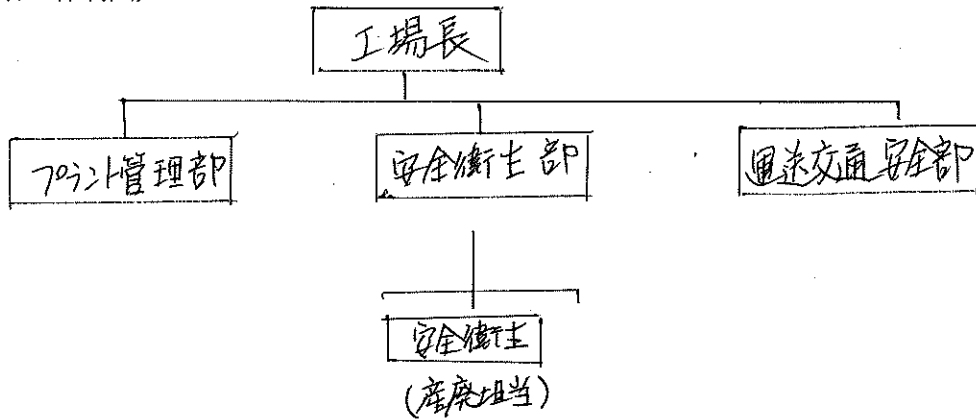 工場長
プラント管理部
安全衛生部
運送交通安全部
安全衛生
(産廃担当)